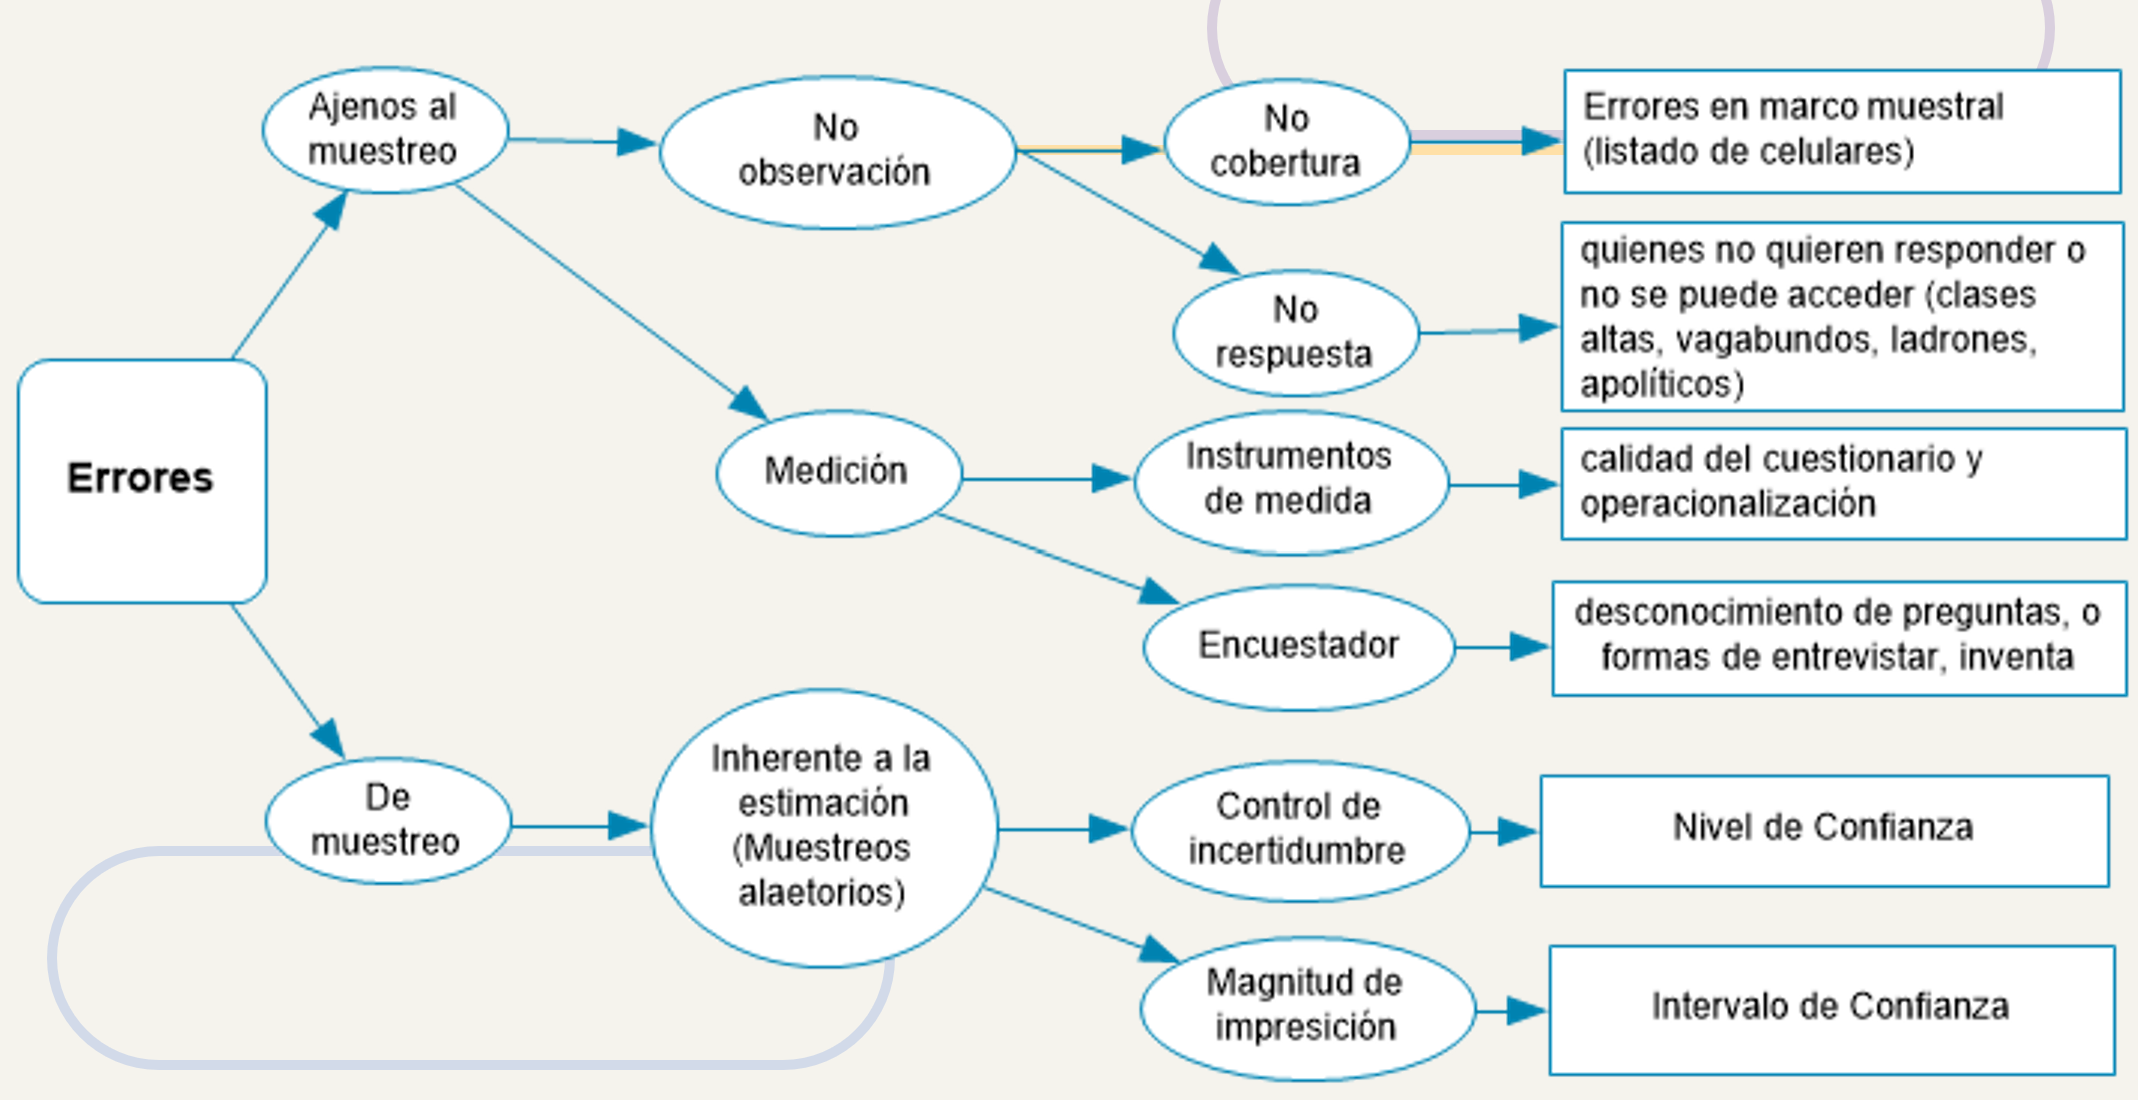 Ajenos al
muestreo
No
observación
No
cobertura
Errores en marco muestral
(listado de celulares)
No
respuesta
quienes no quieren responder o
no se puede acceder (clases
altas, vagabundos, ladrones,
apolíticos)
Errores
Medición
Instrumentos
de medida
calidad del cuestionario y
operacionalización
Encuestador
desconocimiento de preguntas, o
formas de entrevistar, inventa
De
muestreo
Inherente a la
estimación
(Muestreos
alaetorios)
Control de
incertidumbre
Nivel de Confianza
Magnitud de
impresición
Intervalo de Confianza